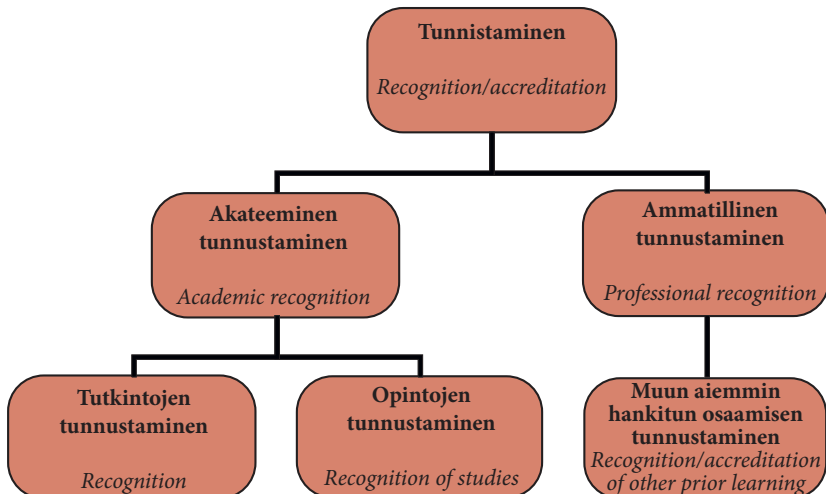 Tunnistaminen
Recognition/accreditation
Akateeminen
tunnustaminen
Academic recognition
Ammatillinen
tunnustaminen
Professional recognition
Tutkintojen
tunnustaminen
Recognition
Opintojen
tunnustaminen
Recognition of studies
Muun aiemmin
hankitun osaamisen
tunnustaminen
Recognition/accreditation
of other prior learning